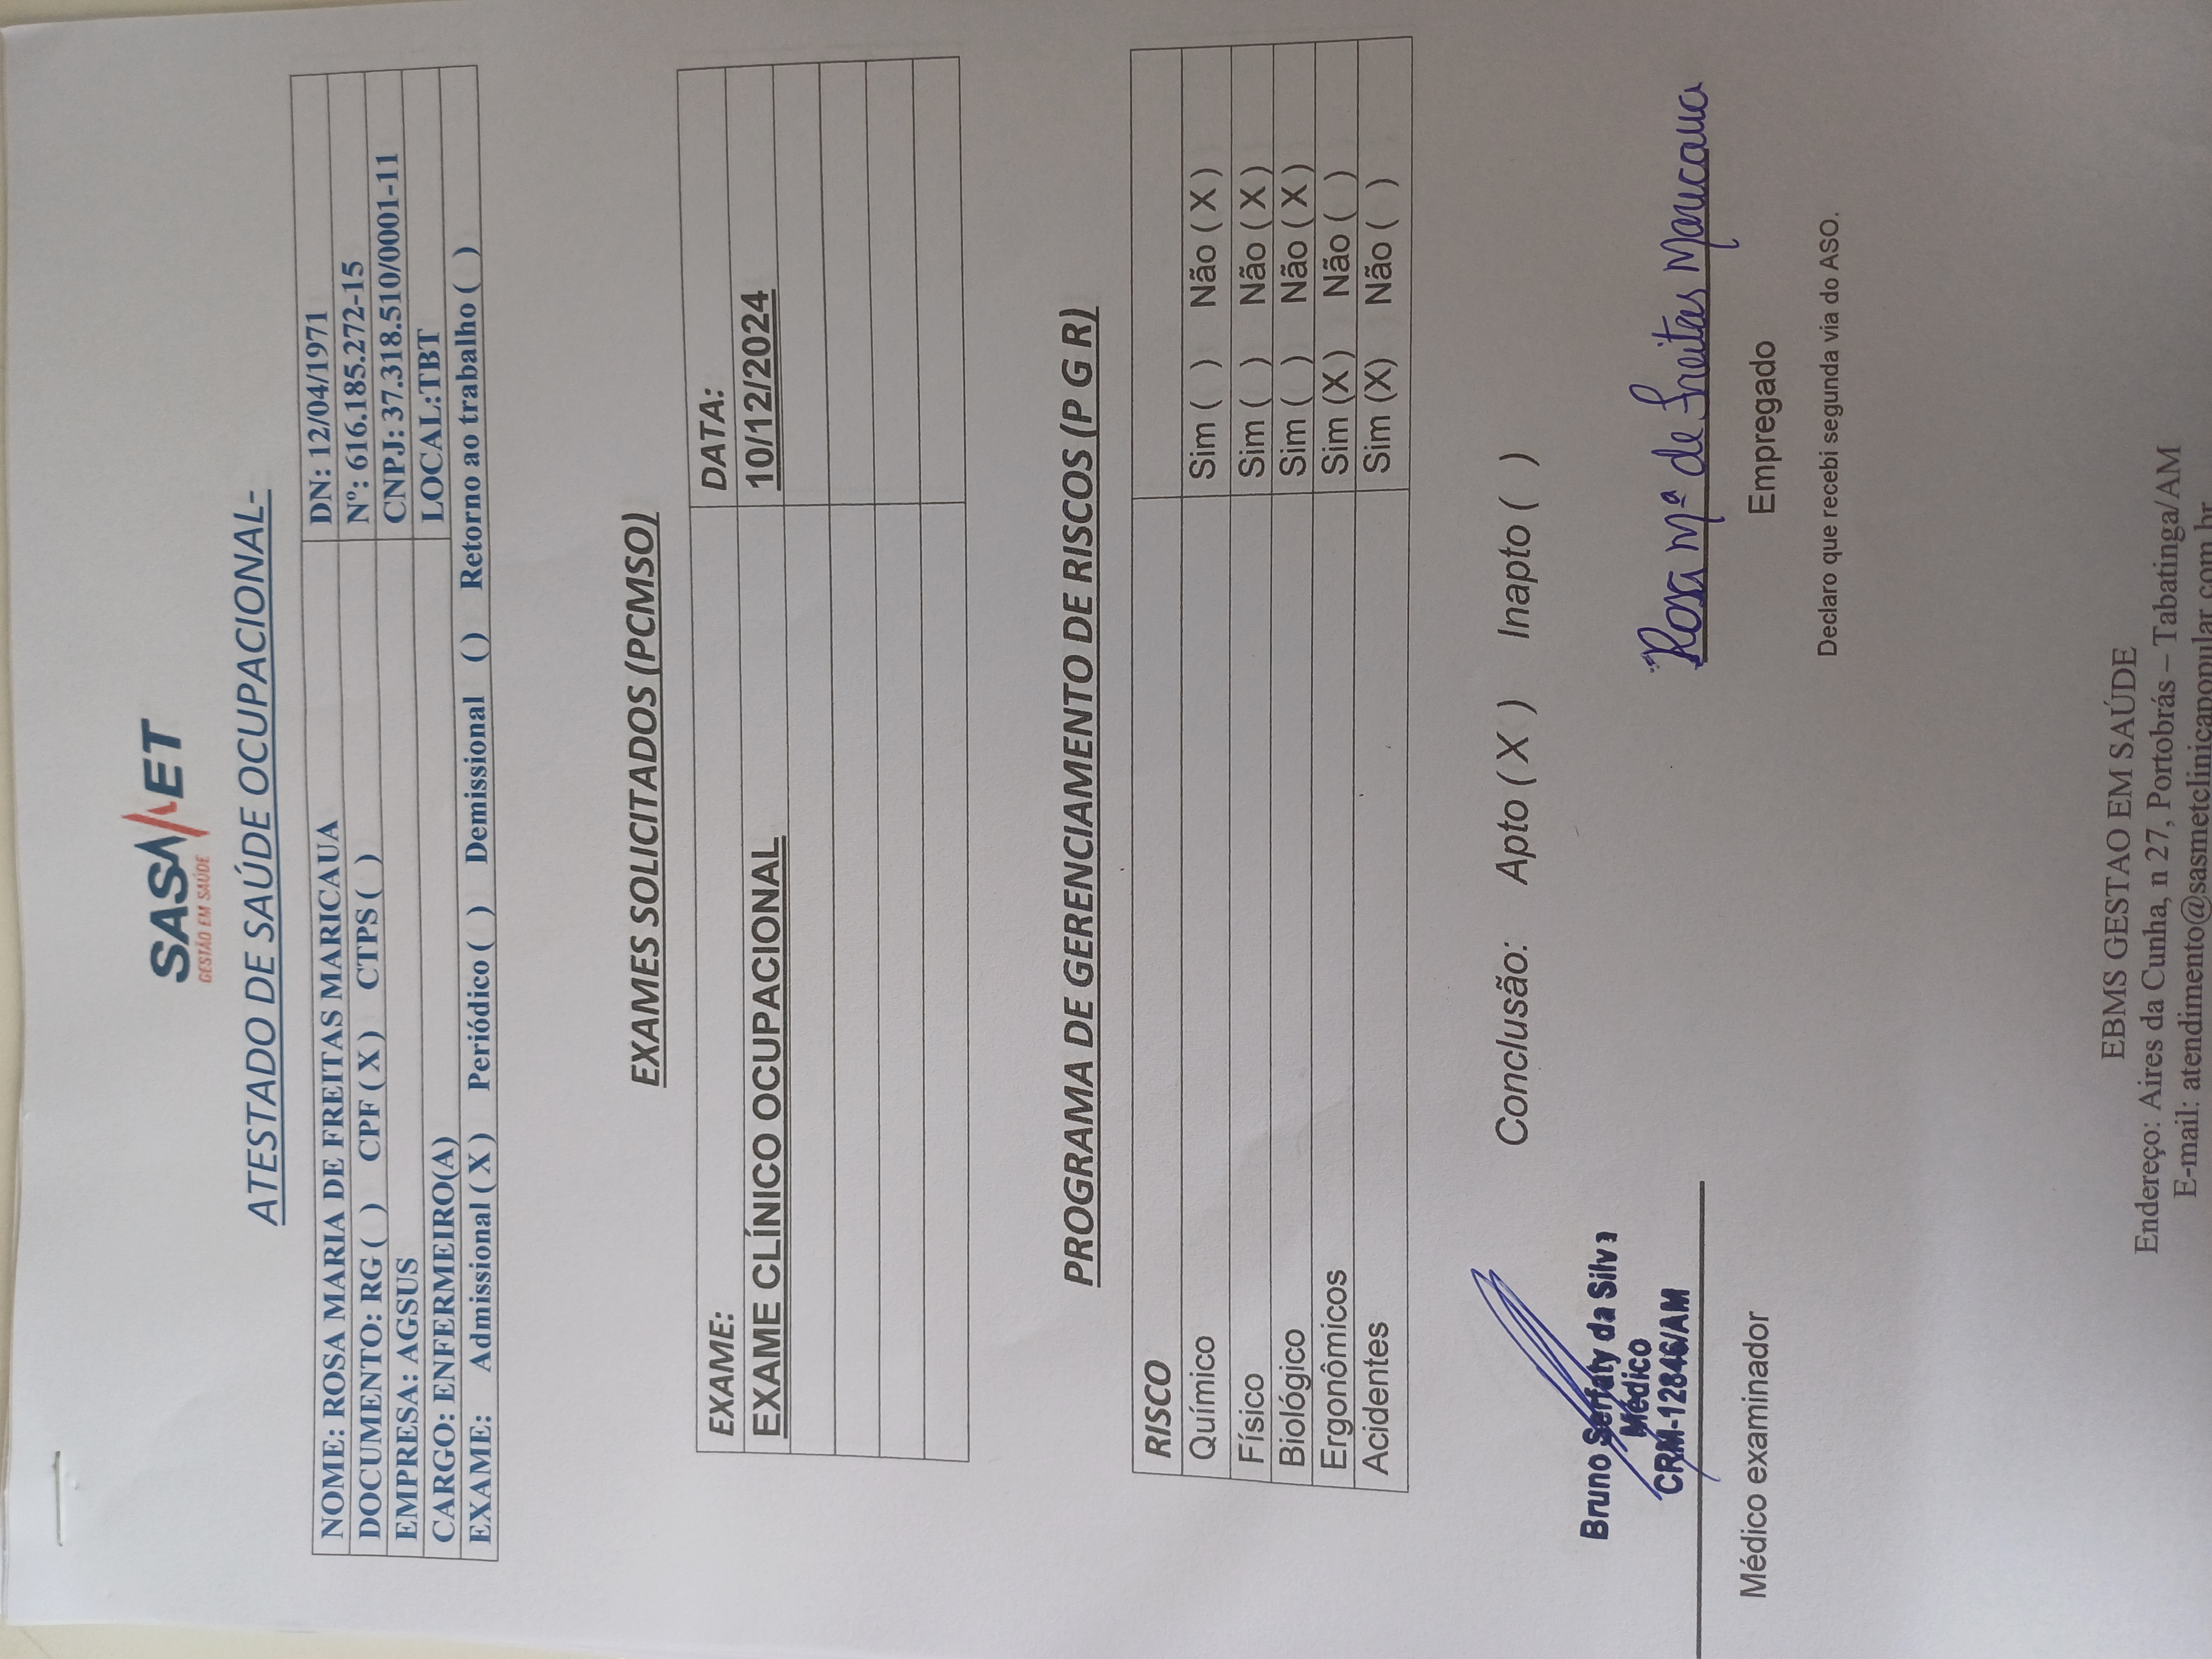 SASMET
GESTÃO EM SAÚDE
ATESTADO DE SAÚDE OCUPACIONAL-
NOME: ROSA MARIA DE FREITAS MARICAUA DN: 12/04/1971
DOCUMENTO: RG ( ) CPF ( X ) CTPS ( ) Nº: 616.185.272-15
EMPRESA: AGSUS CNPJ: 37.318.510/0001-11
CARGO: ENFERMEIRO(A) LOCAL:TBT
EXAME: Admissional ( X ) Periódico ( ) Demissional () Retorno ao trabalho ( )
EXAMES SOLICITADOS (PCMSO)
EXAME: DATA:
EXAME CLÍNICO OCUPACIONAL 10/12/2024
PROGRAMA DE GERENCIAMENTO DE RISCOS (P G R)
RISCO
Químico Sim ( ) Não ( X )
Físico Sim ( ) Não ( X )
Biológico Sim ( ) Não ( X )
Ergonômicos Sim (X ) Não ( )
Acidentes Sim (X) Não ( )
Conclusão: Apto ( X ) Inapto ( )
Bruno Serfaty da Silva
Médico
CRM-12846/AM
Rosa Mª de Freitas Maricaua
Médico examinador
Empregado
Declaro que recebi segunda via do ASO.
EBMS GESTAO EM SAÚDE
Endereço: Aires da Cunha, n 27, Portobrás – Tabatinga/AM
E-mail: atendimento@sasmetclinicapopular.com.br